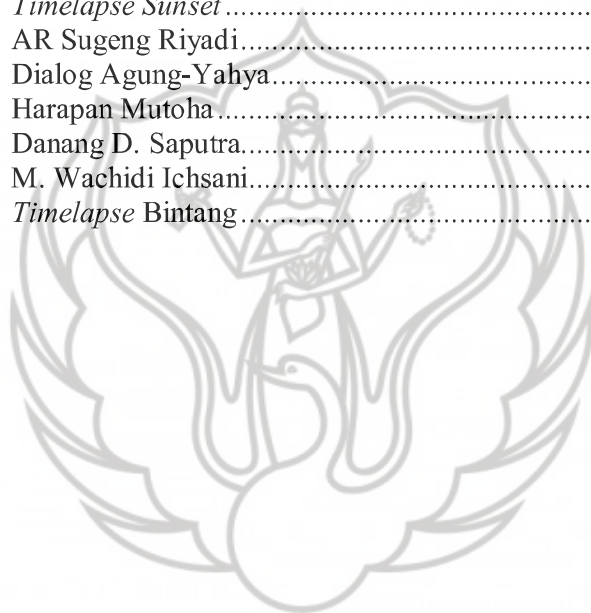 Timelapse Sunset ..........................................
AR Sugeng Riyadi..........................................
Dialog Agung-Yahya......................................
Harapan Mutoha ...........................................
Danang D. Saputra.........................................
M. Wachidi Ichsani........................................
Timelapse Bintang .........................................